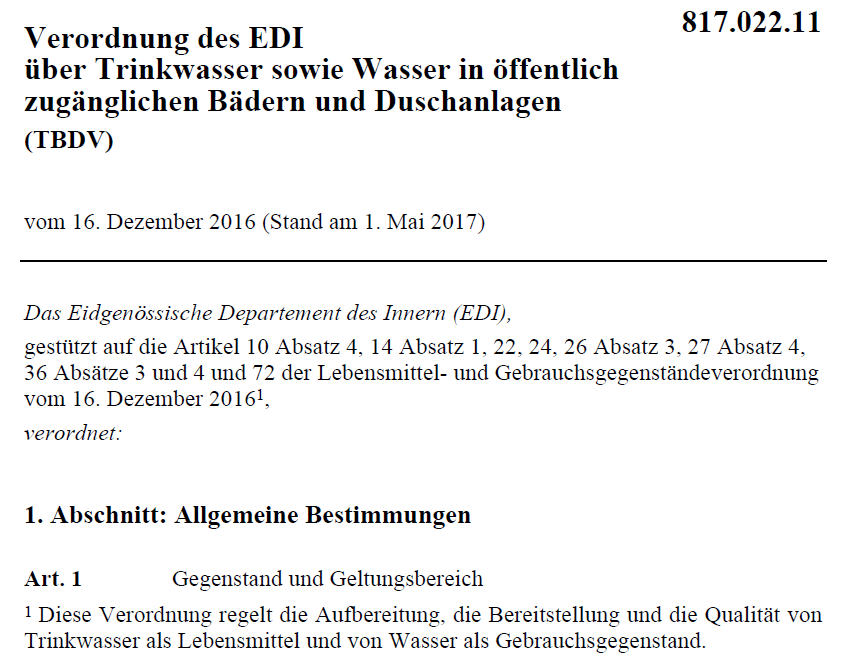 817.022.11
Verordnung des EDI
über Trinkwasser sowie Wasser in öffentlich
zugänglichen Bädern und Duschanlagen
(TBDV)
vom 16. Dezember 2016 (Stand am 1. Mai 2017)
Das Eidgenössische Departement des Innern (EDI),
gestützt auf die Artikel 10 Absatz 4, 14 Absatz 1, 22, 24, 26 Absatz 3, 27 Absatz 4,
36 Absätze 3 und 4 und 72 der Lebensmittel- und Gebrauchsgegenständeverordnung
vom 16. Dezember 2016¹,
verordnet:
1. Abschnitt: Allgemeine Bestimmungen
Art. 1 Gegenstand und Geltungsbereich
¹ Diese Verordnung regelt die Aufbereitung, die Bereitstellung und die Qualität von
Trinkwasser als Lebensmittel und von Wasser als Gebrauchsgegenstand.